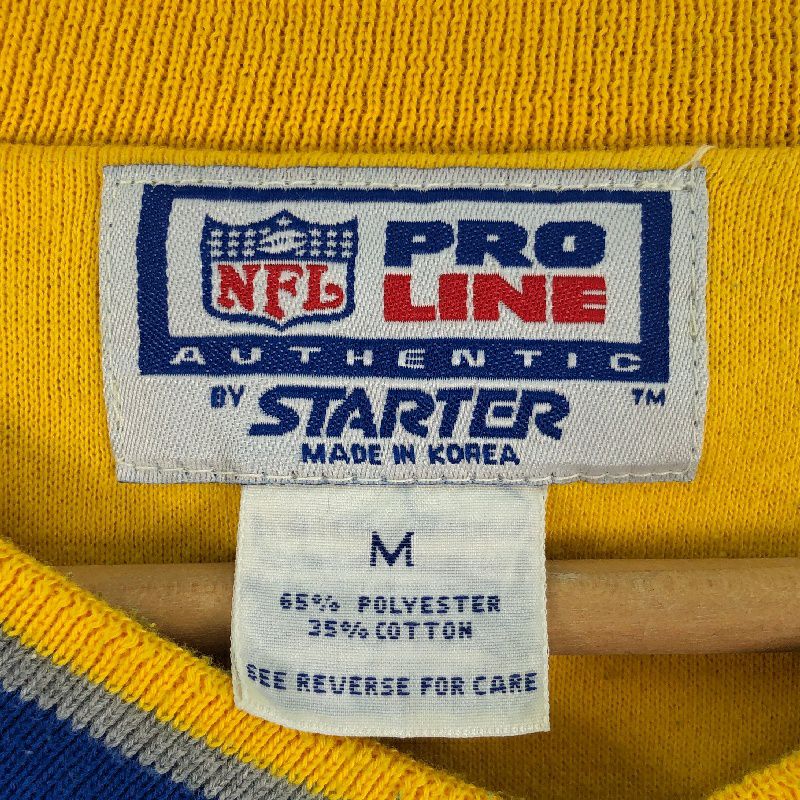 NFL
PRO
LINE
AUTHENTIC
BY STARTER ™
MADE IN KOREA
M
65% POLYESTER
35% COTTON
SEE REVERSE FOR CARE